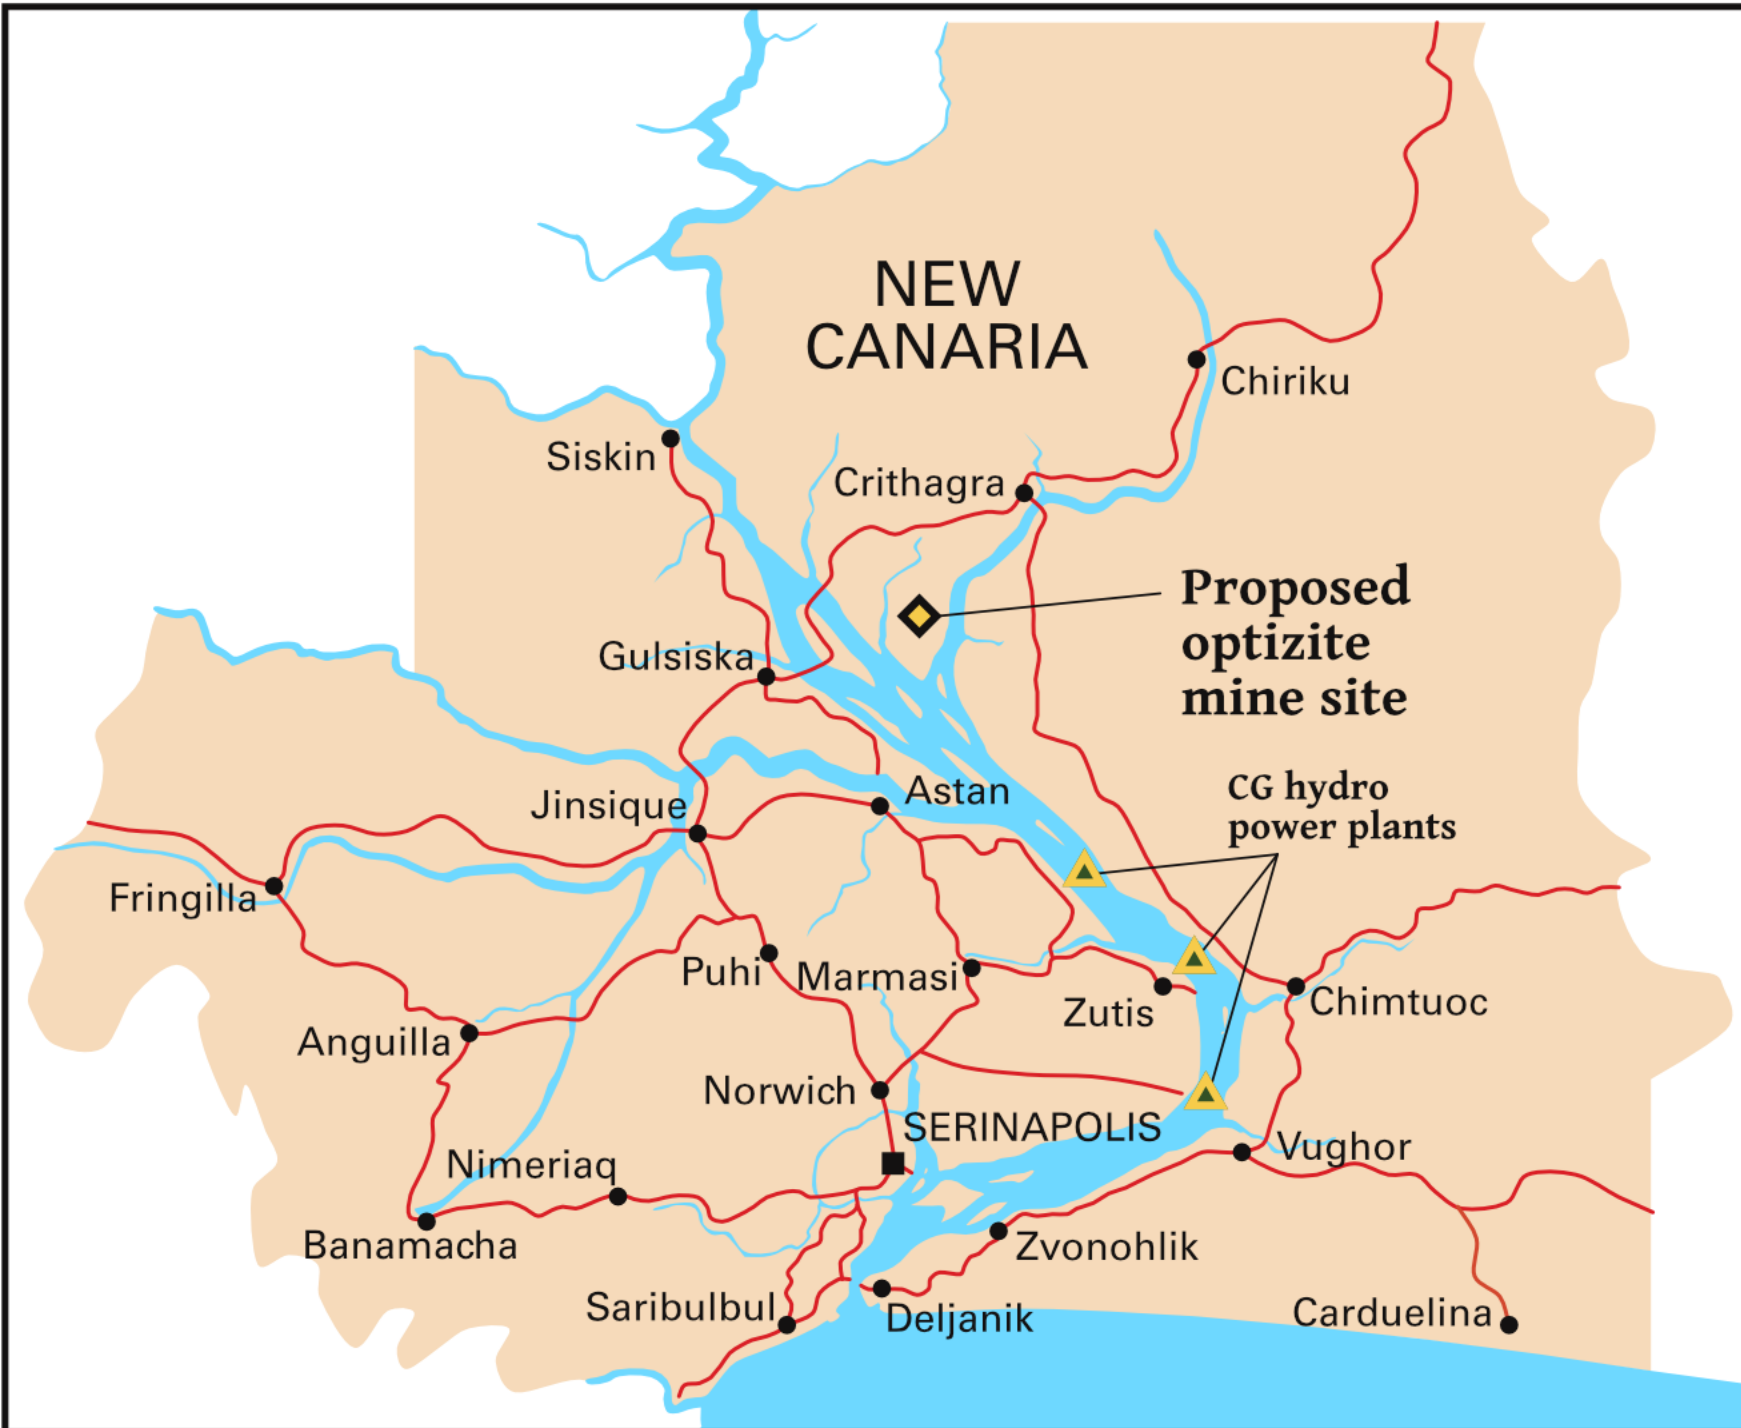 NEW
CANARIA
Chiriku
Siskin
Crithagra
Proposed
optizite
mine site
Gulsiska
CG hydro
power plants
Jinsique
Astan
Fringilla
Puhi
Marmasi
Zutis
Chimtuoc
Anguilla
Norwich
SERINAPOLIS
Vughor
Nimeriaq
Banamacha
Zvonohlik
Saribulbul
Deljanik
Carduelina